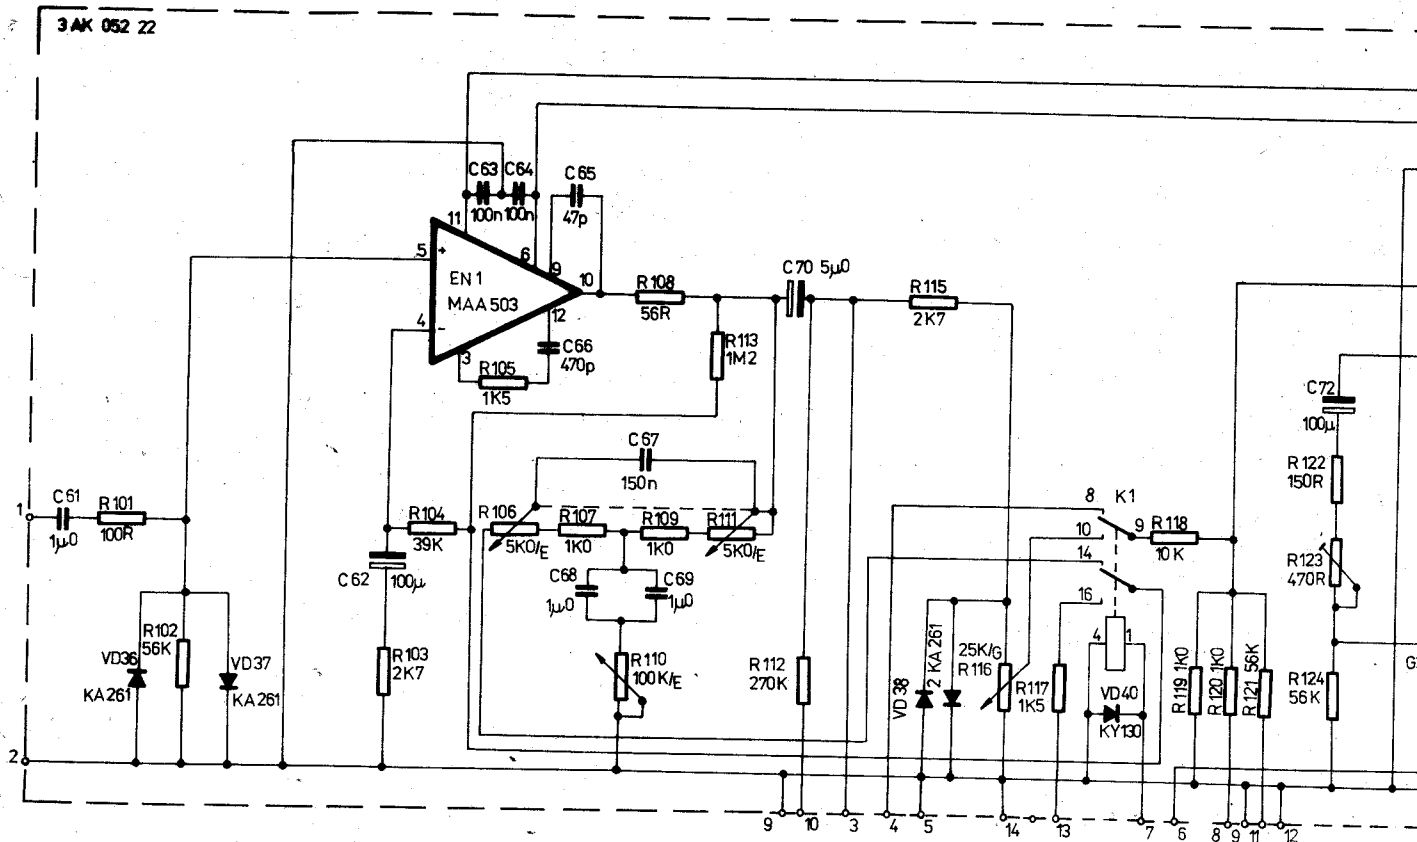 3 AK 052 22
C63 C64 C65
100n 100n 47p
11
5
+
6
9
10
EN 1
MAA 503
12
4
-
3
R108
56R
C70 5µ0
R115
2K7
R113
1M2
C66
470p
R105
1K5
C72
100µ
C67
150n
R122
150R
1
C61
1µ0
R101
100R
R104
39K
R106
5K0/E
R107
1K0
R109
1K0
R111
5K0/E
8
K1
10
9
R118
10K
14
16
4
1
R123
470R
C62
100µ
C68
1µ0
C69
1µ0
R102
56K
VD36
KA261
VD37
KA261
R103
2K7
R110
100K/E
R112
270K
VD38
2 KA261
25K/G
R116
R117
1K5
VD40
KY130
R119 1K0
R120 1K0
R121 56K
R124
56K
2
9
10
3
4
5
14
13
7
6
8
9
11
12